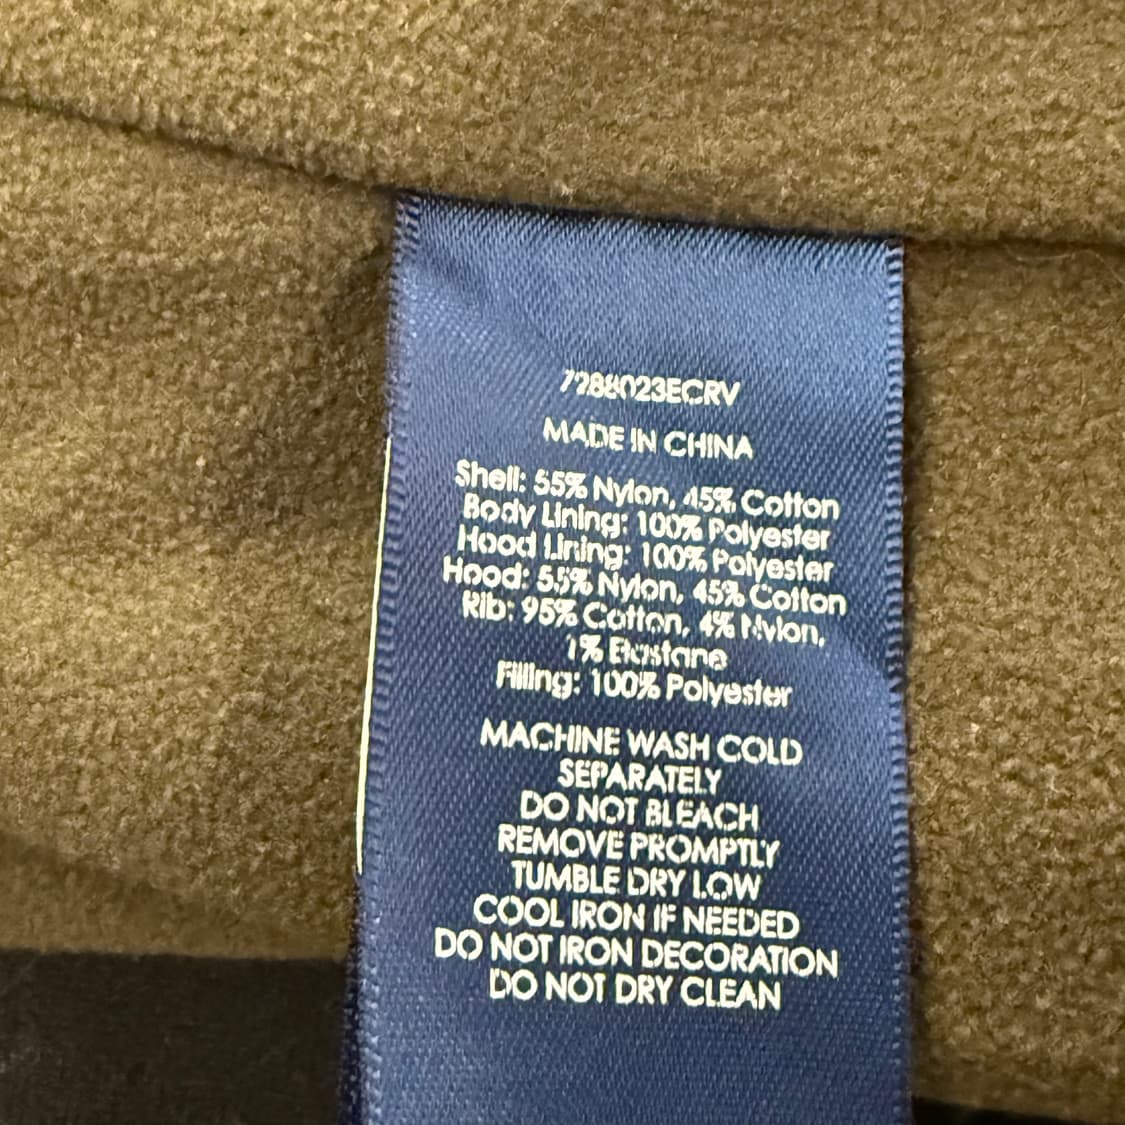 7288023ECRV
MADE IN CHINA
Shell: 55% Nylon, 45% Cotton
Body Lining: 100% Polyester
Hood Lining: 100% Polyester
Hood: 55% Nylon, 45% Cotton
Rib: 95% Cotton, 4% Nylon,
1% Elastane
Filling: 100% Polyester
MACHINE WASH COLD
SEPARATELY
DO NOT BLEACH
REMOVE PROMPTLY
TUMBLE DRY LOW
COOL IRON IF NEEDED
DO NOT IRON DECORATION
DO NOT DRY CLEAN